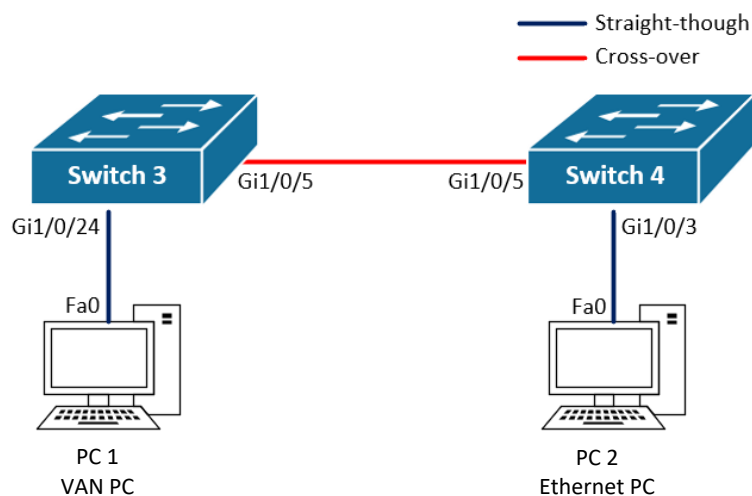 Straight-though
Cross-over
Switch 3
Switch 4
Gi1/0/5
Gi1/0/5
Gi1/0/24
Gi1/0/3
Fa0
Fa0
PC 1
VAN PC
PC 2
Ethernet PC